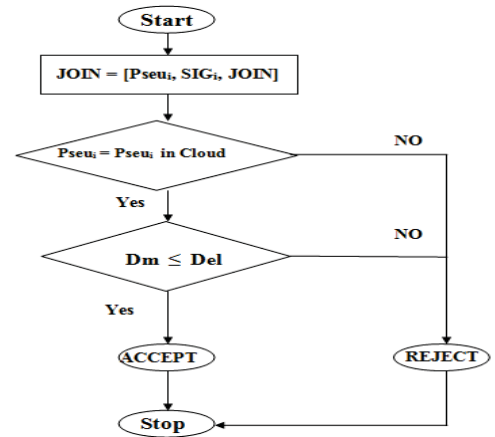 Start
JOIN = [Pseuᵢ, SIGᵢ, JOIN]
Pseuᵢ = Pseuᵢ in Cloud
NO
Yes
Dm ≤ Del
NO
Yes
ACCEPT
REJECT
Stop